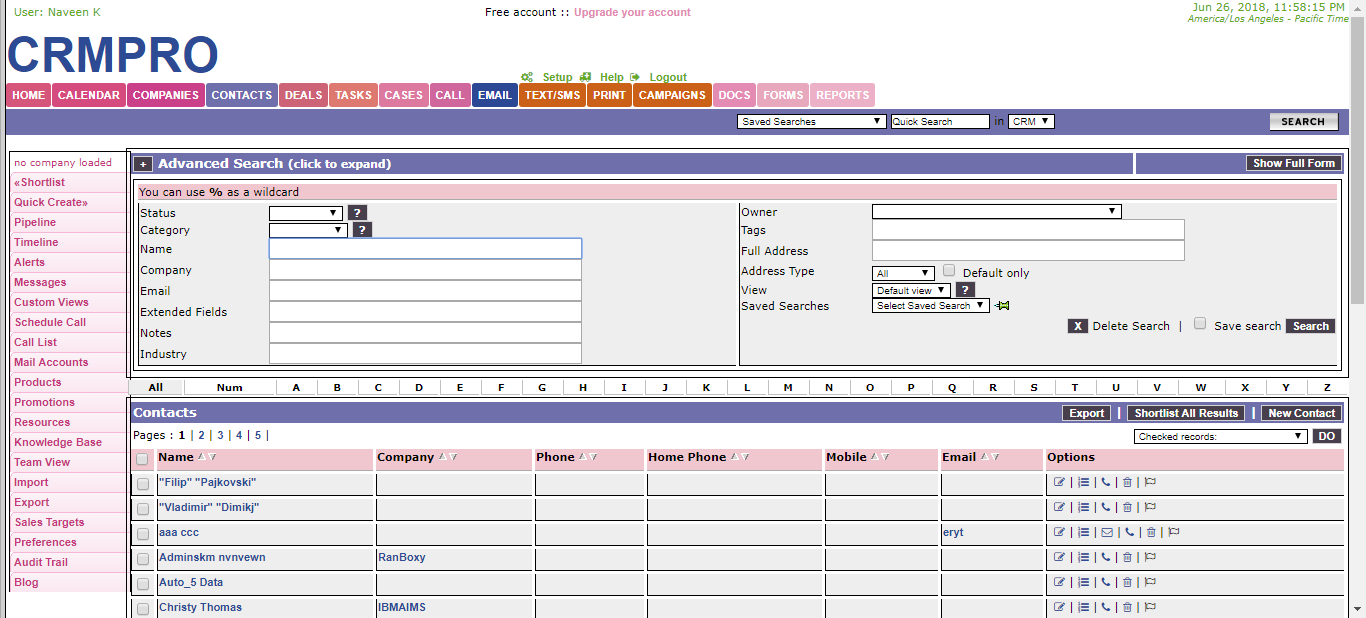 User: Naveen K
Free account :: Upgrade your account
Jun 26, 2018, 11:58:15 PM
America/Los Angeles - Pacific Time
CRMPRO
Setup Help Logout
HOME CALENDAR COMPANIES CONTACTS DEALS TASKS CASES CALL EMAIL TEXT/SMS PRINT CAMPAIGNS DOCS FORMS REPORTS
Saved Searches Quick Search in CRM SEARCH
no company loaded
«Shortlist
Quick Create»
Pipeline
Timeline
Alerts
Messages
Custom Views
Schedule Call
Call List
Mail Accounts
Products
Promotions
Resources
Knowledge Base
Team View
Import
Export
Sales Targets
Preferences
Audit Trail
Blog
+ Advanced Search (click to expand) Show Full Form
You can use % as a wildcard
Status ?
Category ?
Name
Company
Email
Extended Fields
Notes
Industry
Owner
Tags
Full Address
Address Type All Default only
View Default view ?
Saved Searches Select Saved Search
X Delete Search | Save search Search
All Num A B C D E F G H I J K L M N O P Q R S T U V W X Y Z
Contacts Export | Shortlist All Results | New Contact
Pages : 1 | 2 | 3 | 4 | 5 |
Checked records: DO
Name Company Phone Home Phone Mobile Email Options
"Filip" "Pajkovski" | | | | |
"Vladimir" "Dimikj" | | | | |
aaa ccc eryt | | | | | |
Adminskm nvnvewn RanBoxy | | | | |
Auto_5 Data | | | | |
Christy Thomas IBMAIMS | | | | |